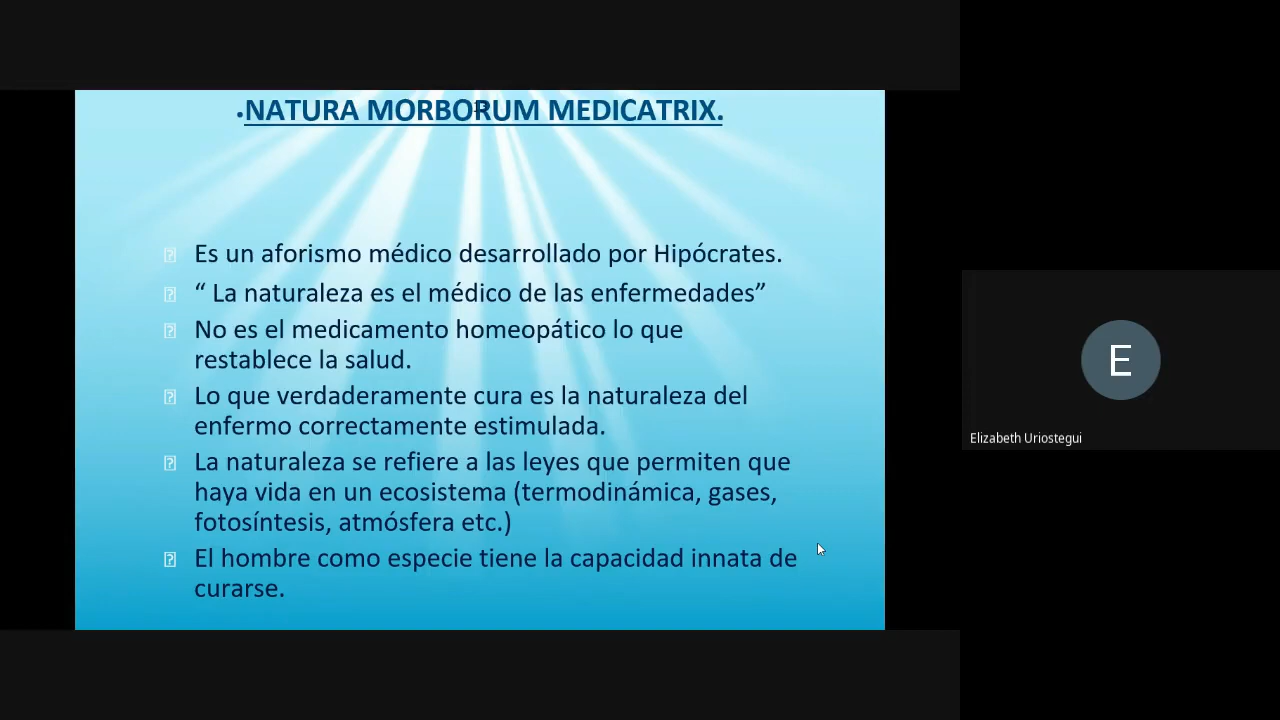 •NATURA MORBORUM MEDICATRIX.
Es un aforismo médico desarrollado por Hipócrates.
“ La naturaleza es el médico de las enfermedades”
No es el medicamento homeopático lo que
restablece la salud.
Lo que verdaderamente cura es la naturaleza del
enfermo correctamente estimulada.
La naturaleza se refiere a las leyes que permiten que
haya vida en un ecosistema (termodinámica, gases,
fotosíntesis, atmósfera etc.)
El hombre como especie tiene la capacidad innata de
curarse.
E
Elizabeth Uriostegui